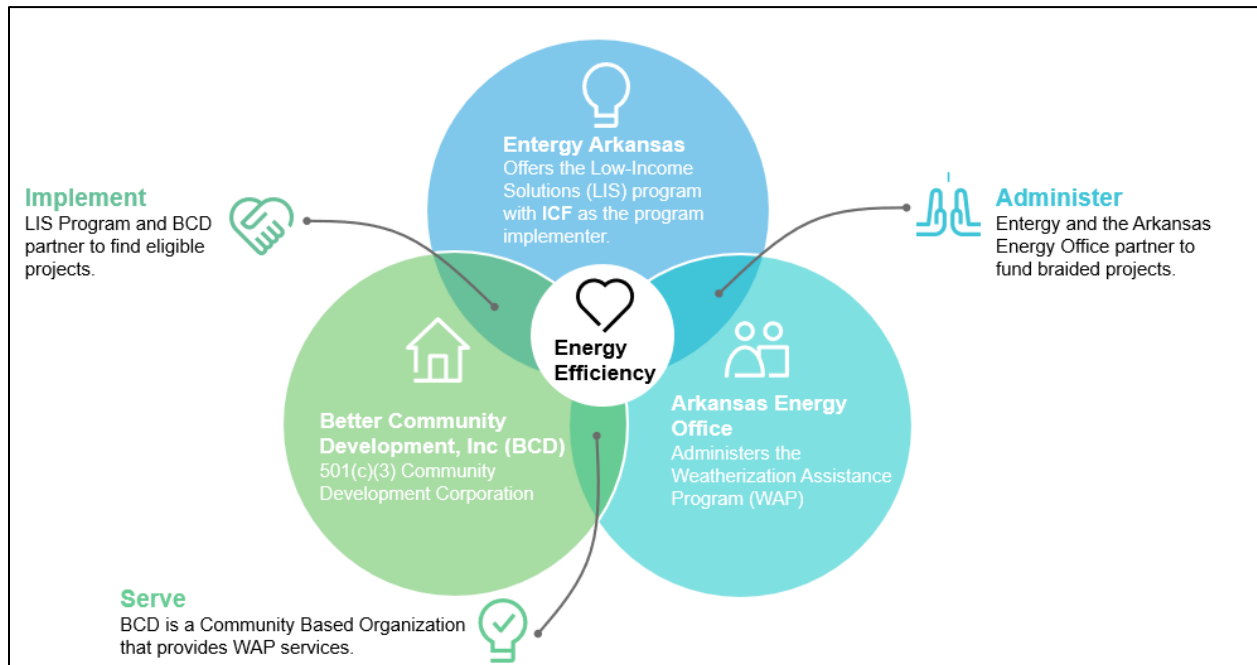 Entergy Arkansas
Offers the Low-Income
Solutions (LIS) program
with ICF as the program
implementer.
Implement
LIS Program and BCD
partner to find eligible
projects.
Administer
Entergy and the Arkansas
Energy Office partner to
fund braided projects.
Energy
Efficiency
Better Community
Development, Inc (BCD)
501(c)(3) Community
Development Corporation
Arkansas Energy
Office
Administers the
Weatherization Assistance
Program (WAP)
Serve
BCD is a Community Based Organization
that provides WAP services.